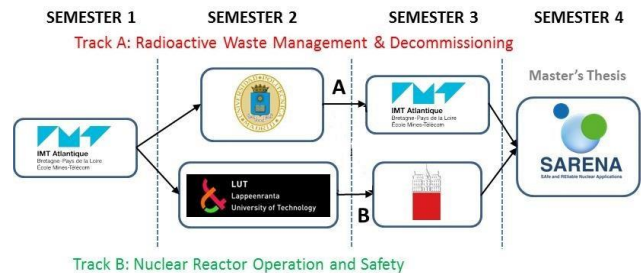 SEMESTER 1 SEMESTER 2 SEMESTER 3 SEMESTER 4
Track A: Radioactive Waste Management & Decommissioning
A
Master's Thesis
IMT Atlantique
Bretagne-Pays de la Loire
École Mines-Télécom
IMT Atlantique
Bretagne-Pays de la Loire
École Mines-Télécom
SARENA
SAfe and REliable Nuclear Applications
LUT
Lappeenranta
University of Technology
B
Track B: Nuclear Reactor Operation and Safety